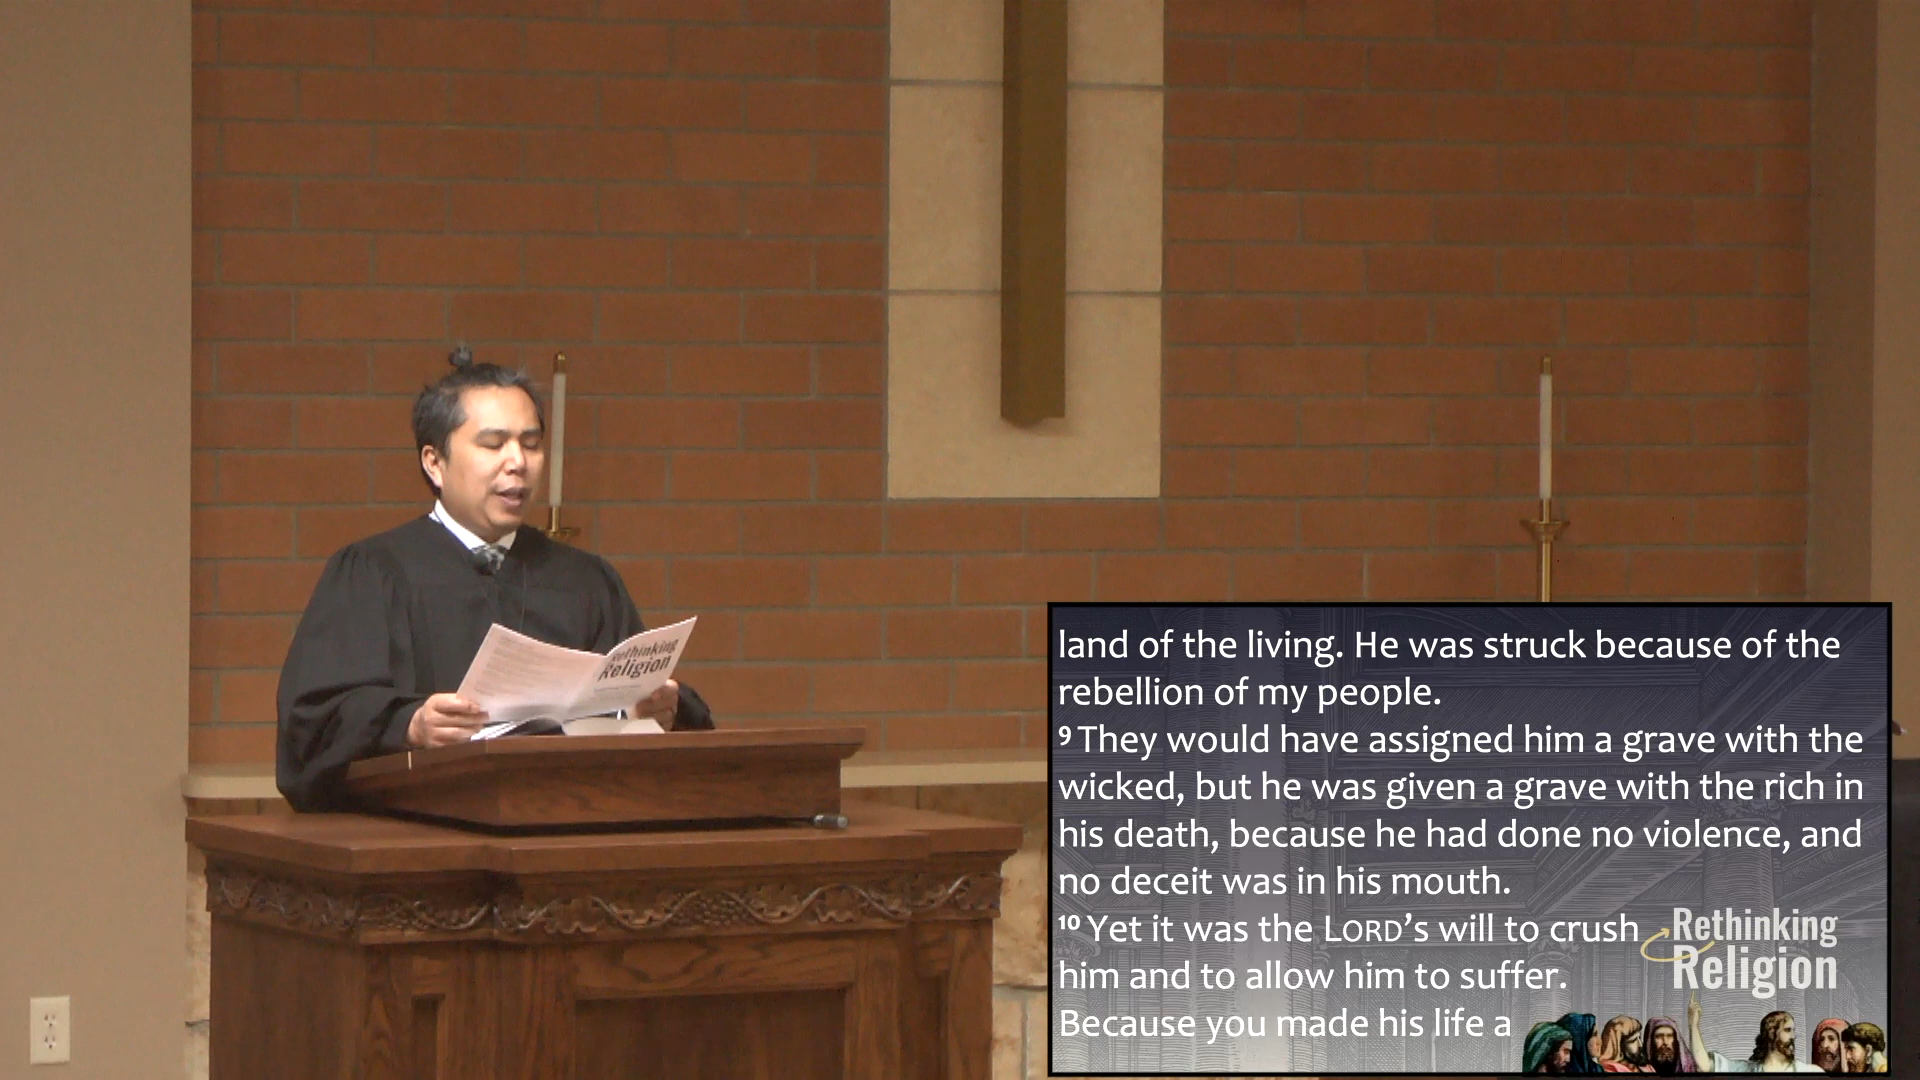 Rethinking
Religion
land of the living. He was struck because of the
rebellion of my people.
⁹ They would have assigned him a grave with the
wicked, but he was given a grave with the rich in
his death, because he had done no violence, and
no deceit was in his mouth.
¹⁰ Yet it was the LORD’s will to crush
him and to allow him to suffer.
Because you made his life a
Rethinking
Religion